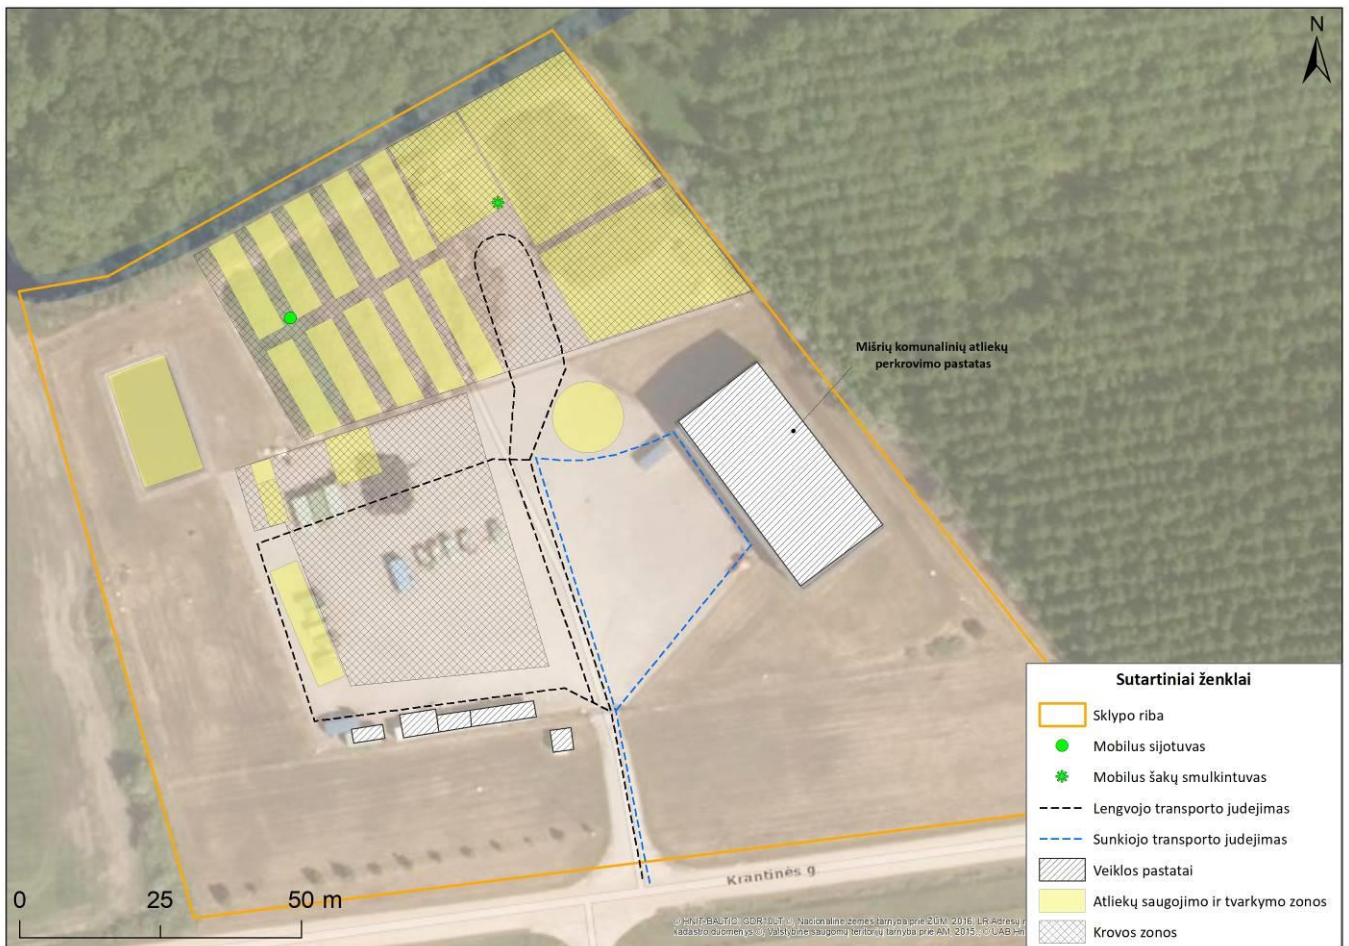 N
Mišrių komunalinių atliekų
perkrovimo pastatas
Sutartiniai ženklai
Sklypo riba
Mobilus sijotuvas
Mobilus šakų smulkintuvas
Lengvojo transporto judejimas
Sunkiojo transporto judejimas
Veiklos pastatai
Atliekų saugojimo ir tvarkymo zonos
Krovos zonos
0 25 50 m
Krantinės g.